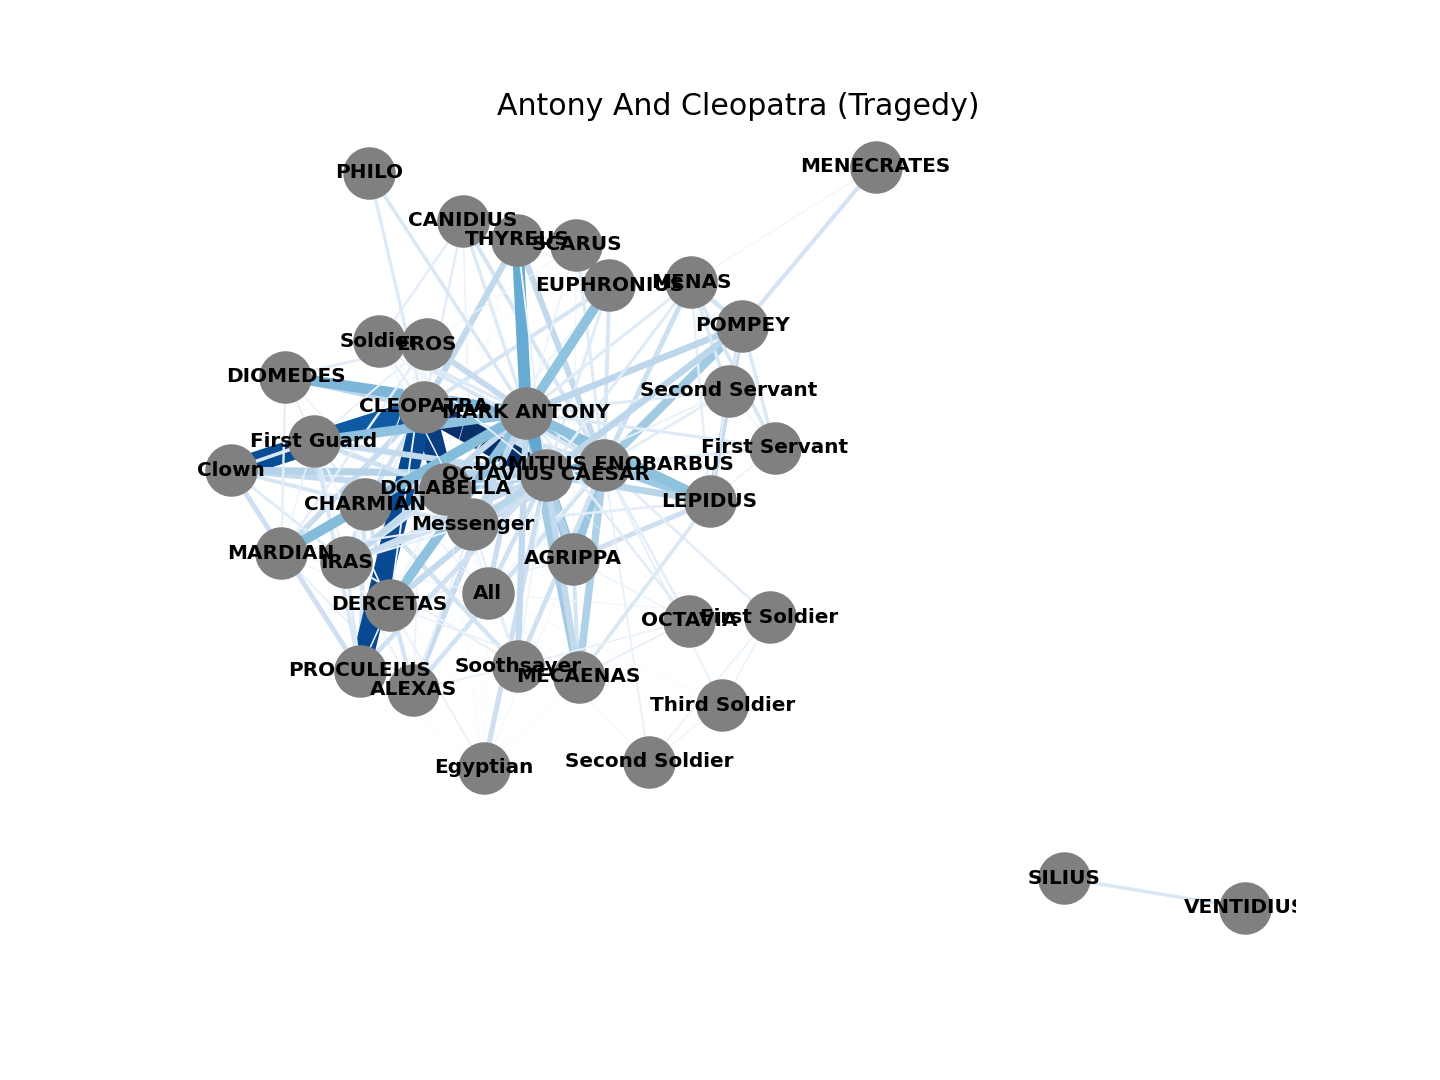 Antony And Cleopatra (Tragedy)
MENECRATES
PHILO
CANIDIUS
THYREUS
SCARUS
EUPHRONIUS
MENAS
POMPEY
Soldier
EROS
DIOMEDES
Second Servant
CLEOPATRA
MARK ANTONY
First Guard
First Servant
Clown
DOMITIUS ENOBARBUS
OCTAVIUS CAESAR
DOLABELLA
CHARMIAN
LEPIDUS
Messenger
MARDIAN
IRAS
AGRIPPA
All
DERCETAS
OCTAVIA
First Soldier
PROCULEIUS
Soothsayer
MECAENAS
ALEXAS
Third Soldier
Egyptian
Second Soldier
SILIUS
VENTIDIUS